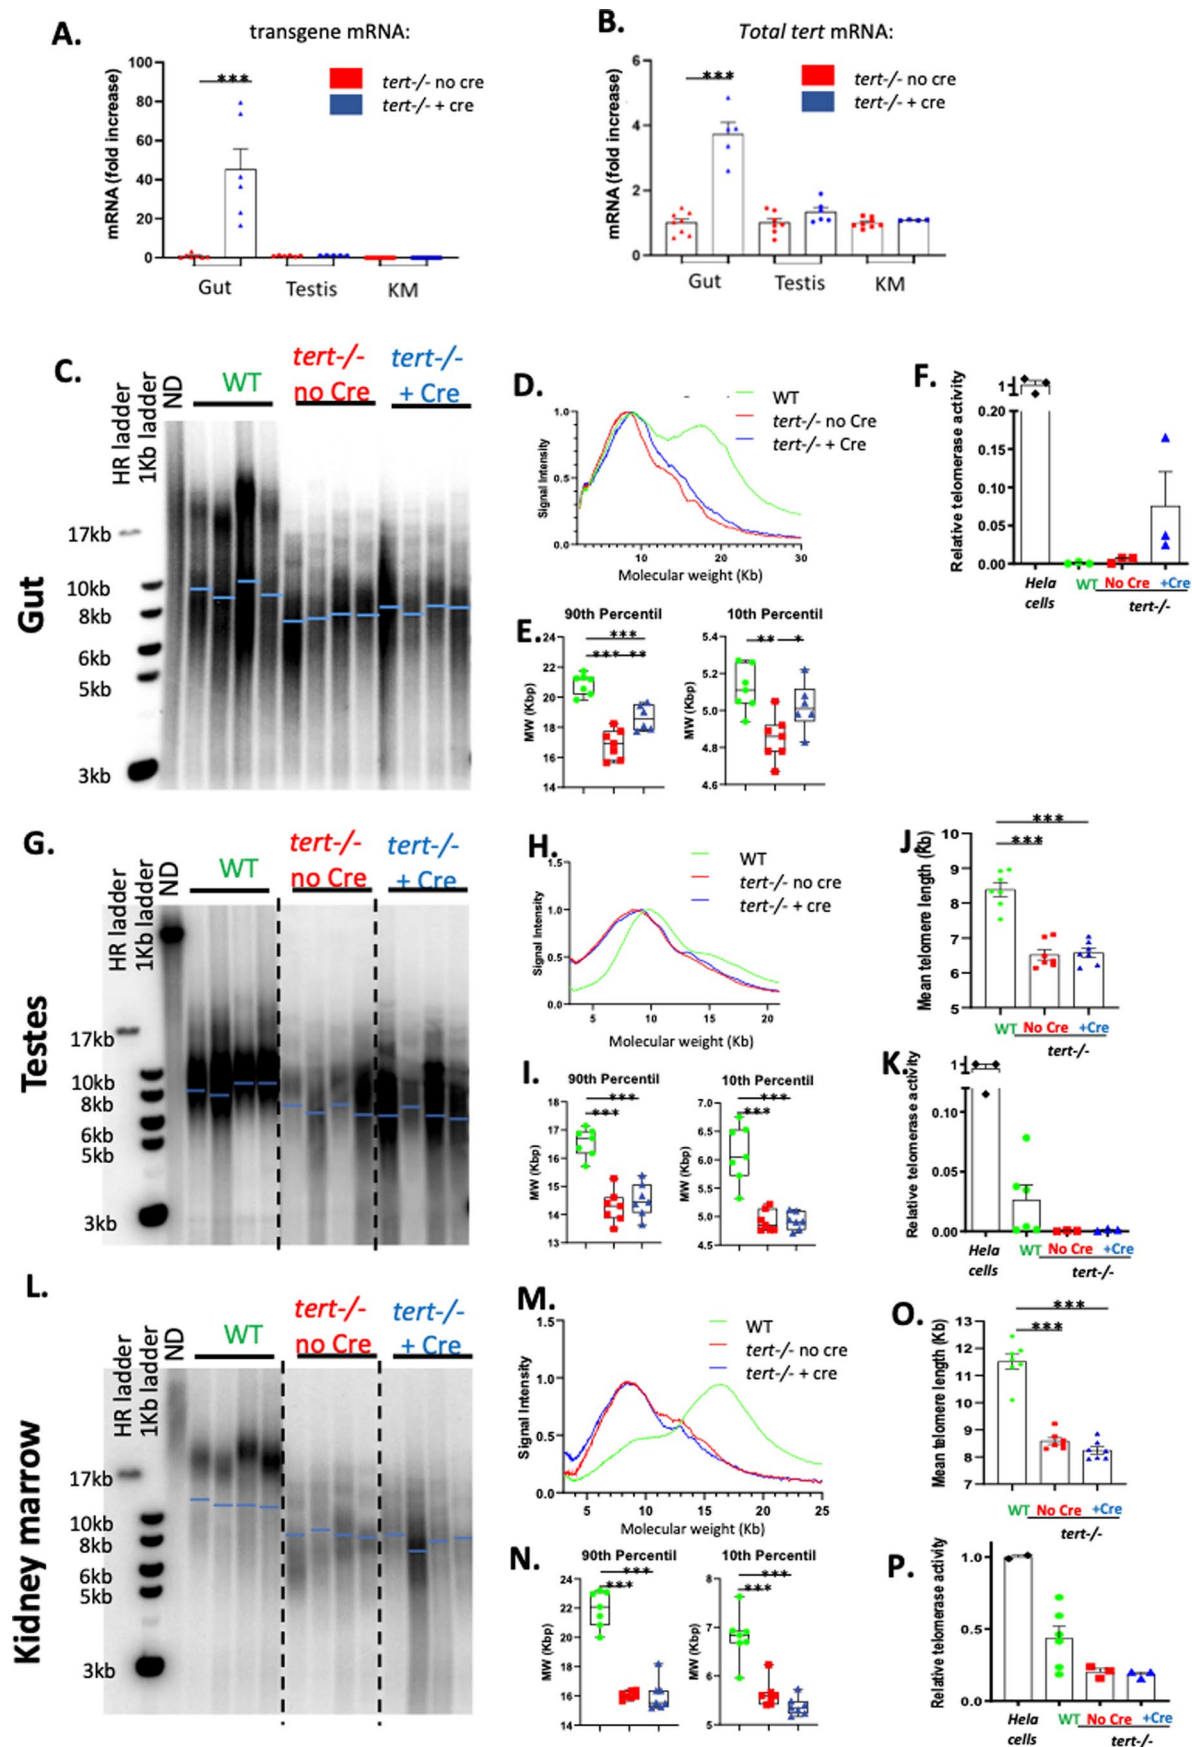 A.
transgene mRNA:
mRNA (fold increase)
100
80
60
40
20
0
***
tert-/- no cre
tert-/- + cre
Gut
Testis
KM
B.
Total tert mRNA:
mRNA (fold increase)
6
4
2
0
***
tert-/- no cre
tert-/- + cre
Gut
Testis
KM
Gut
C.
HR ladder
1Kb ladder
ND
WT
tert-/-
no Cre
tert-/-
+ Cre
17kb
10kb
8kb
6kb
5kb
3kb
D.
WT
tert-/- no Cre
tert-/- + Cre
Signal Intensity
1.0
0.5
0.0
10
20
30
Molecular weight (Kb)
E.
90th Percentil
MW (Kbp)
24
22
20
18
16
14
***
*** **
10th Percentil
MW (Kbp)
5.4
5.2
5.0
4.8
4.6
** *
F.
Relative telomerase activity
1
0.20
0.15
0.10
0.05
0.00
Hela
cells
WT
No Cre
+Cre
tert-/-
Testes
G.
HR ladder
1Kb ladder
ND
WT
tert-/-
no Cre
tert-/-
+ Cre
17kb
10kb
8kb
6kb
5kb
3kb
H.
WT
tert-/- no cre
tert-/- + cre
Signal Intensity
1.5
1.0
0.5
0.0
5
10
15
20
Molecular weight (Kb)
I.
90th Percentil
MW (Kbp)
18
17
16
15
14
13
***
***
10th Percentil
MW (Kbp)
7.0
6.5
6.0
5.5
5.0
4.5
***
***
J.
Mean telomere length (Kb)
10
9
8
7
6
5
***
***
WT
No Cre
+Cre
tert-/-
K.
Relative telomerase activity
1
0.10
0.05
0.00
Hela
cells
WT
No Cre
+Cre
tert-/-
Kidney marrow
L.
HR ladder
1Kb ladder
ND
WT
tert-/-
no Cre
tert-/-
+ Cre
17kb
10kb
8kb
6kb
5kb
3kb
M.
WT
tert-/- no cre
tert-/- + cre
Signal Intensity
1.5
1.0
0.5
0.0
5
10
15
20
25
Molecular weight (Kb)
N.
90th Percentil
MW (Kbp)
24
22
20
18
16
14
***
***
10th Percentil
MW (Kbp)
8
7
6
5
***
***
O.
Mean telomere length (Kb)
13
12
11
10
9
8
7
***
***
WT
No Cre
+Cre
tert-/-
P.
Relative telomerase activity
1.0
0.5
0.0
Hela
cells
WT
No Cre
+Cre
tert-/-